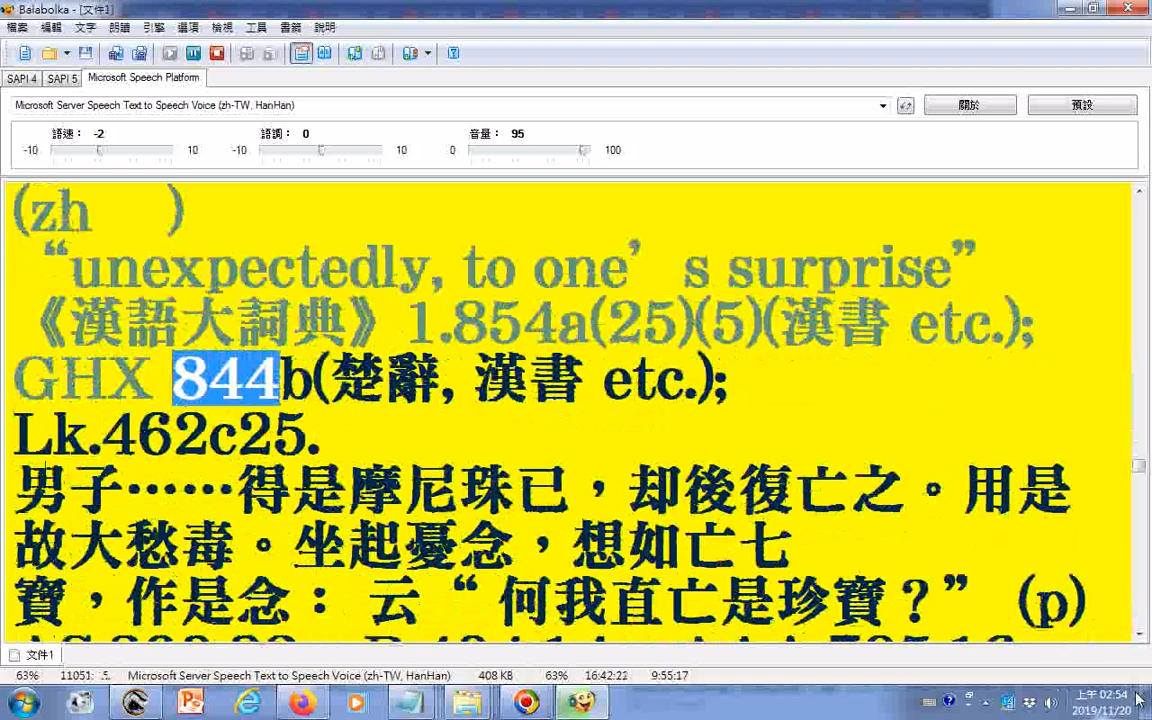 Balabolka - [文件1]
檔案 編輯 文字 朗讀 引擎 選項 檢視 工具 書籤 說明
SAPI 4 SAPI 5 Microsoft Speech Platform
Microsoft Server Speech Text to Speech Voice (zh-TW, HanHan) 關於 預設
語速： -2 語調： 0 音量： 95
-10 10 -10 10 0 100
(zh )
“unexpectedly, to one’s surprise”
《漢語大詞典》 1.854a(25)(5)(漢書 etc.);
GHX 844b(楚辭, 漢書 etc.);
Lk.462c25.
男子……得是摩尼珠已，却後復亡之。用是
故大愁毒。坐起憂念，想如亡七
寶，作是念： 云“何我直亡是珍寶？” (p)
文件1
63% 11051: Microsoft Server Speech Text to Speech Voice (zh-TW, HanHan) 408 KB 63% 16:42:22 9:55:17
上午 02:54
2019/11/20